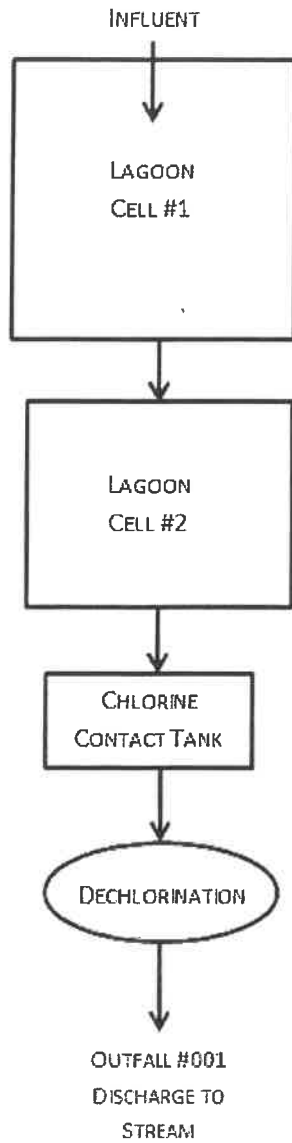 INFLUENT
LAGOON
CELL #1
LAGOON
CELL #2
CHLORINE
CONTACT TANK
DECHLORINATION
OUTFALL #001
DISCHARGE TO
STREAM